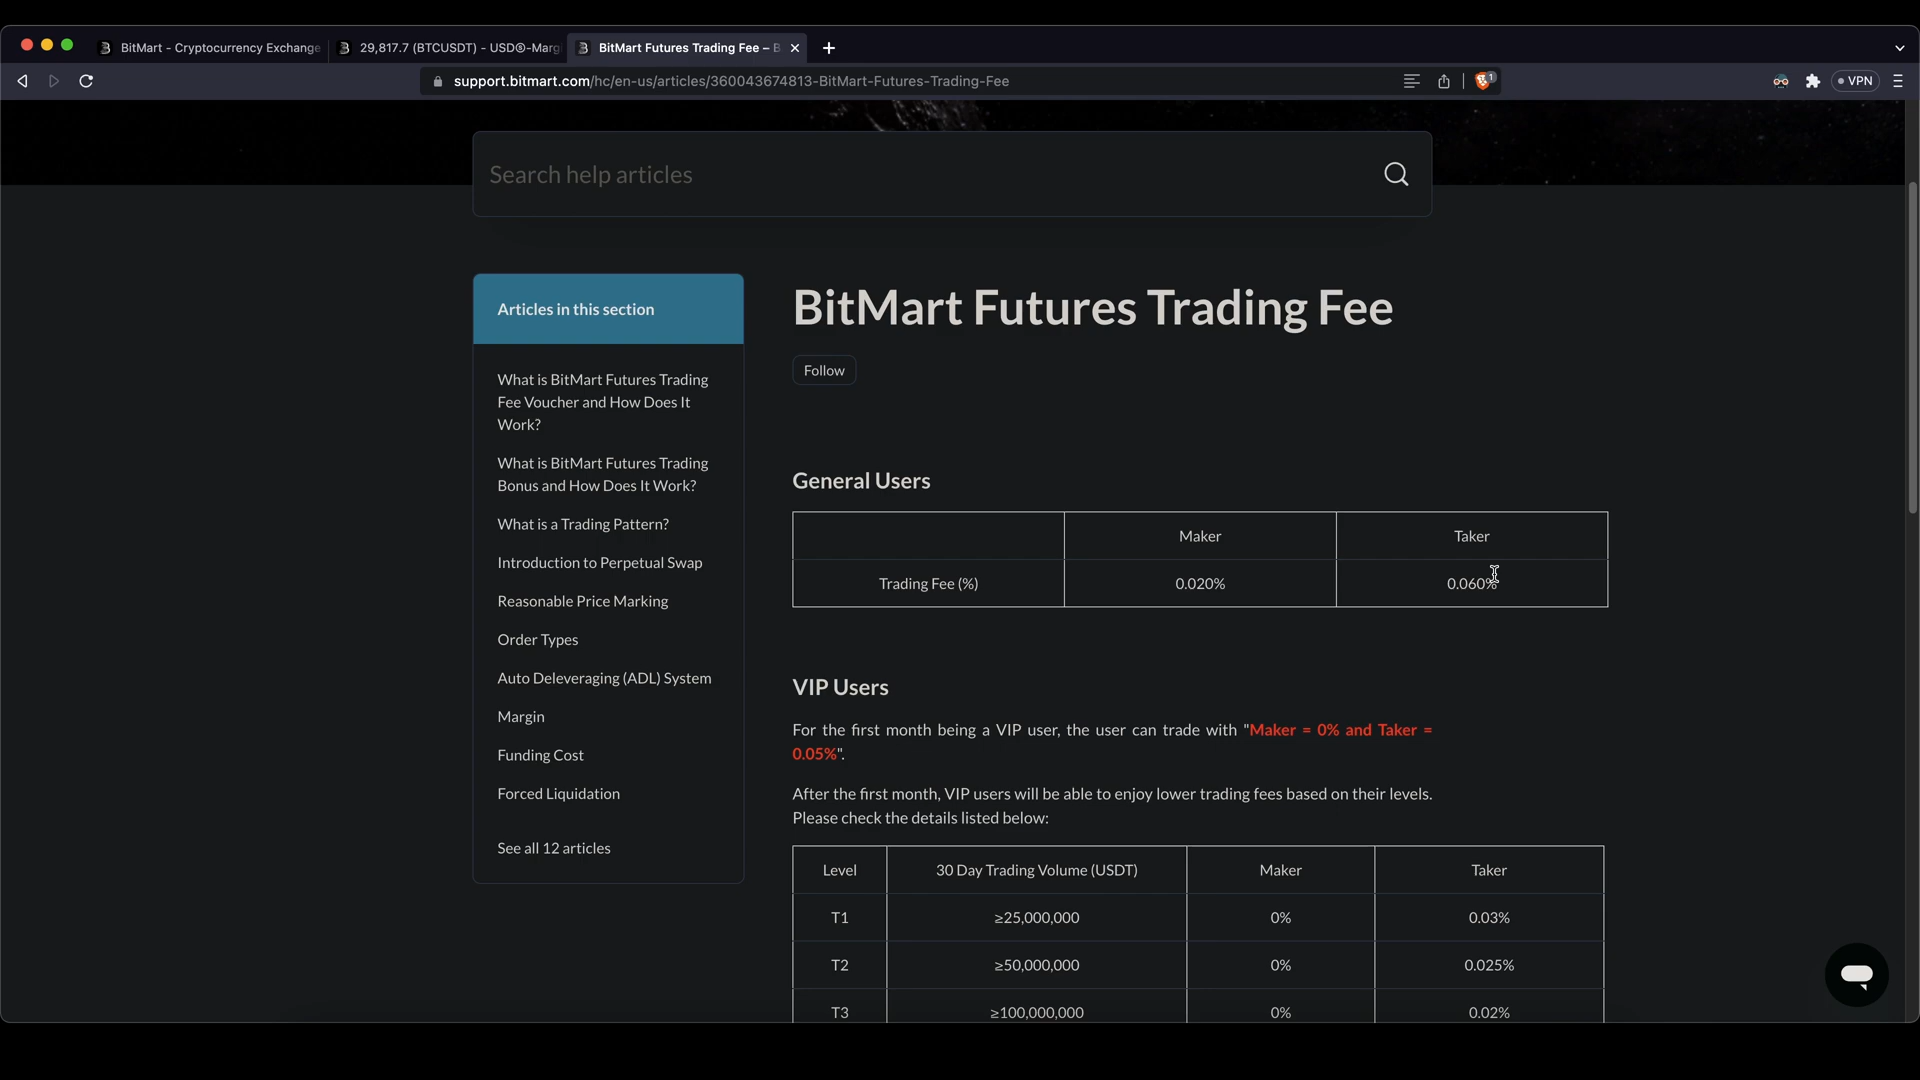 BitMart - Cryptocurrency Exchange
29,817.7 (BTCUSDT) - USD®-Marg
BitMart Futures Trading Fee – B
support.bitmart.com/hc/en-us/articles/360043674813-BitMart-Futures-Trading-Fee
1
VPN
Search help articles
Articles in this section
What is BitMart Futures Trading
Fee Voucher and How Does It
Work?
What is BitMart Futures Trading
Bonus and How Does It Work?
What is a Trading Pattern?
Introduction to Perpetual Swap
Reasonable Price Marking
Order Types
Auto Deleveraging (ADL) System
Margin
Funding Cost
Forced Liquidation
See all 12 articles
BitMart Futures Trading Fee
Follow
General Users
Maker Taker
Trading Fee (%) 0.020% 0.060%
VIP Users
For the first month being a VIP user, the user can trade with "Maker = 0% and Taker =
0.05%".
After the first month, VIP users will be able to enjoy lower trading fees based on their levels.
Please check the details listed below:
Level 30 Day Trading Volume (USDT) Maker Taker
T1 ≥25,000,000 0% 0.03%
T2 ≥50,000,000 0% 0.025%
T3 ≥100,000,000 0% 0.02%